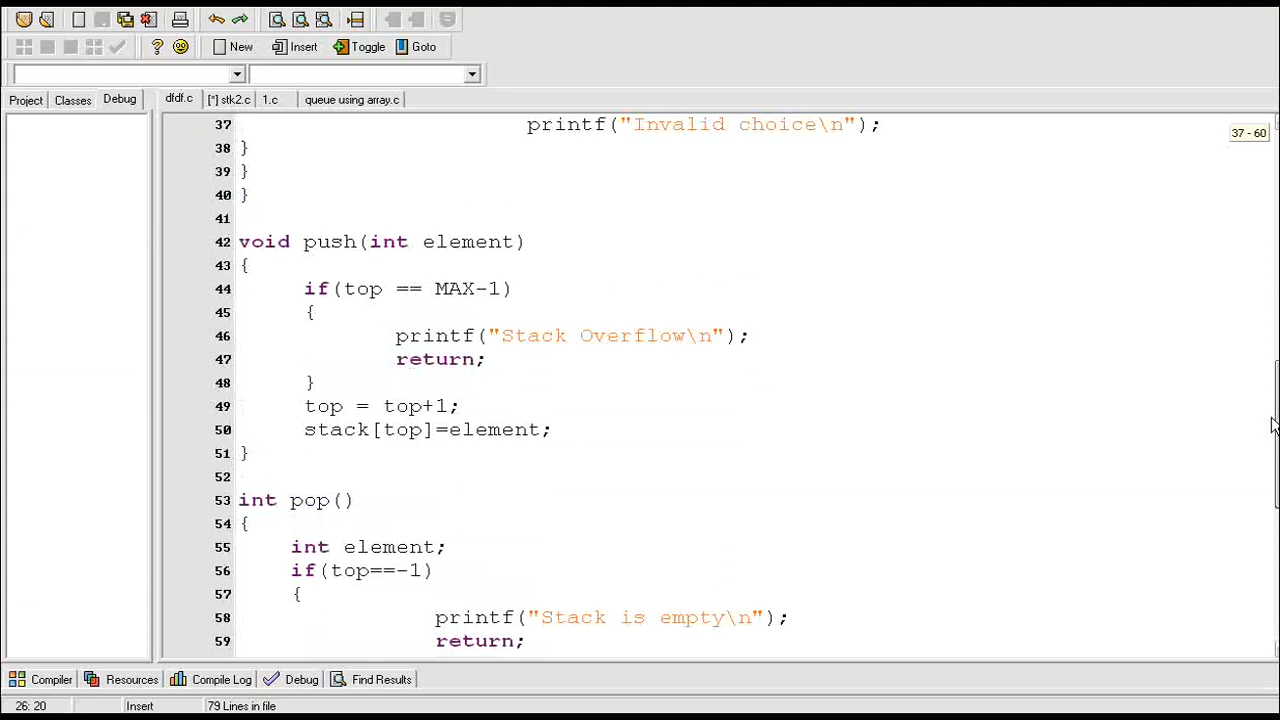 New Insert Toggle Goto
Project Classes Debug dfdf.c [*] stk2.c 1.c queue using array.c
37 printf("Invalid choice\n");
37 - 60
38 }
39 }
40 }
41
42 void push(int element)
43 {
44 if(top == MAX-1)
45 {
46 printf("Stack Overflow\n");
47 return;
48 }
49 top = top+1;
50 stack[top]=element;
51 }
52
53 int pop()
54 {
55 int element;
56 if(top==-1)
57 {
58 printf("Stack is empty\n");
59 return;
Compiler Resources Compile Log Debug Find Results
26: 20 Insert 79 Lines in file